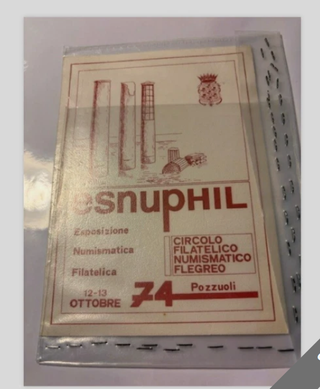 esnupHIL
Esposizione
Numismatica
Filatelica
12-13
OTTOBRE 74
CIRCOLO
FILATELICO
NUMISMATICO
FLEGREO
Pozzuoli